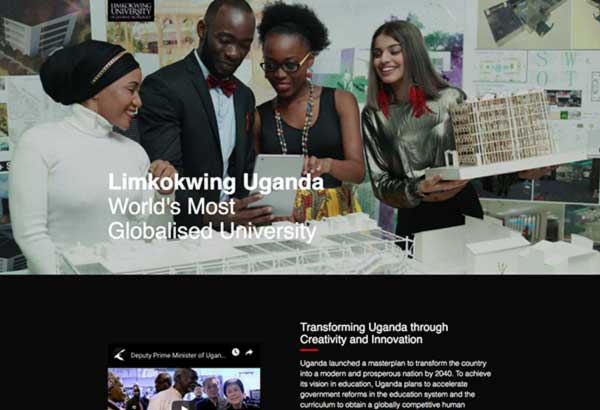 LIMKOKWING
UNIVERSITY
OF CREATIVE TECHNOLOGY
S W
O T
Limkokwing Uganda
World's Most
Globalised University
Transforming Uganda through
Creativity and Innovation
Deputy Prime Minister of Ugan...
Uganda launched a masterplan to transform the country
into a modern and prosperous nation by 2040. To achieve
its vision in education, Uganda plans to accelerate
government reforms in the education system and the
curriculum to obtain a globally competitive human